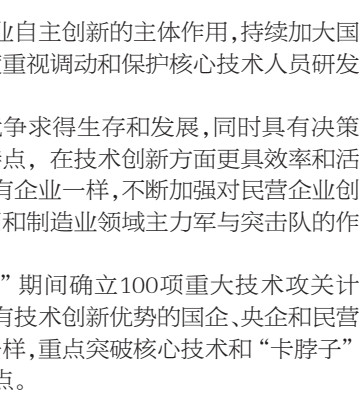 业自主创新的主体作用,持续加大国
重视调动和保护核心技术人员研发
争求得生存和发展,同时具有决策
点，在技术创新方面更具效率和活
有企业一样,不断加强对民营企业创
和制造业领域主力军与突击队的作
”期间确立100项重大技术攻关计
有技术创新优势的国企、央企和民营
样,重点突破核心技术和“卡脖子”
点。